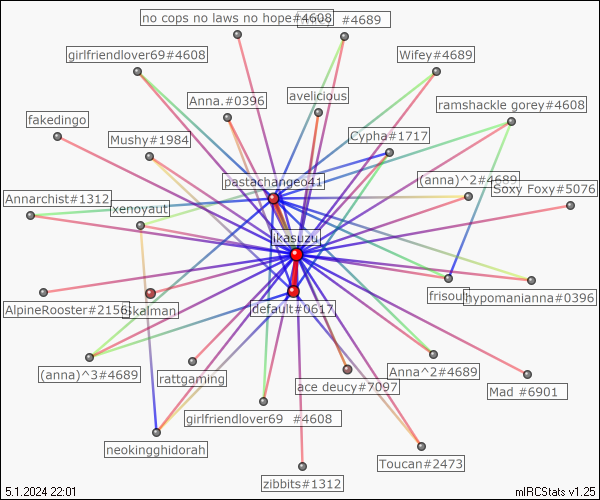 no cops no laws no hope#4608
#4689
girlfriendlover69#4608
Wifey#4689
Anna.#0396
avelicious
ramshackle gorey#4608
fakedingo
Mushy#1984
Cypha#1717
pastachangeo41
(anna)^2#4689
Soxy Foxy#5076
Annarchist#1312
xenoyaut
ikasuzu
AlpineRooster#2156
skalman
default#0617
frisout
hypomanianna#0396
(anna)^3#4689
rattgaming
ace deucy#7097
Anna^2#4689
Mad #6901
girlfriendlover69 #4608
neokingghidorah
Toucan#2473
zibbits#1312
5.1.2024 22:01
mIRCStats v1.25